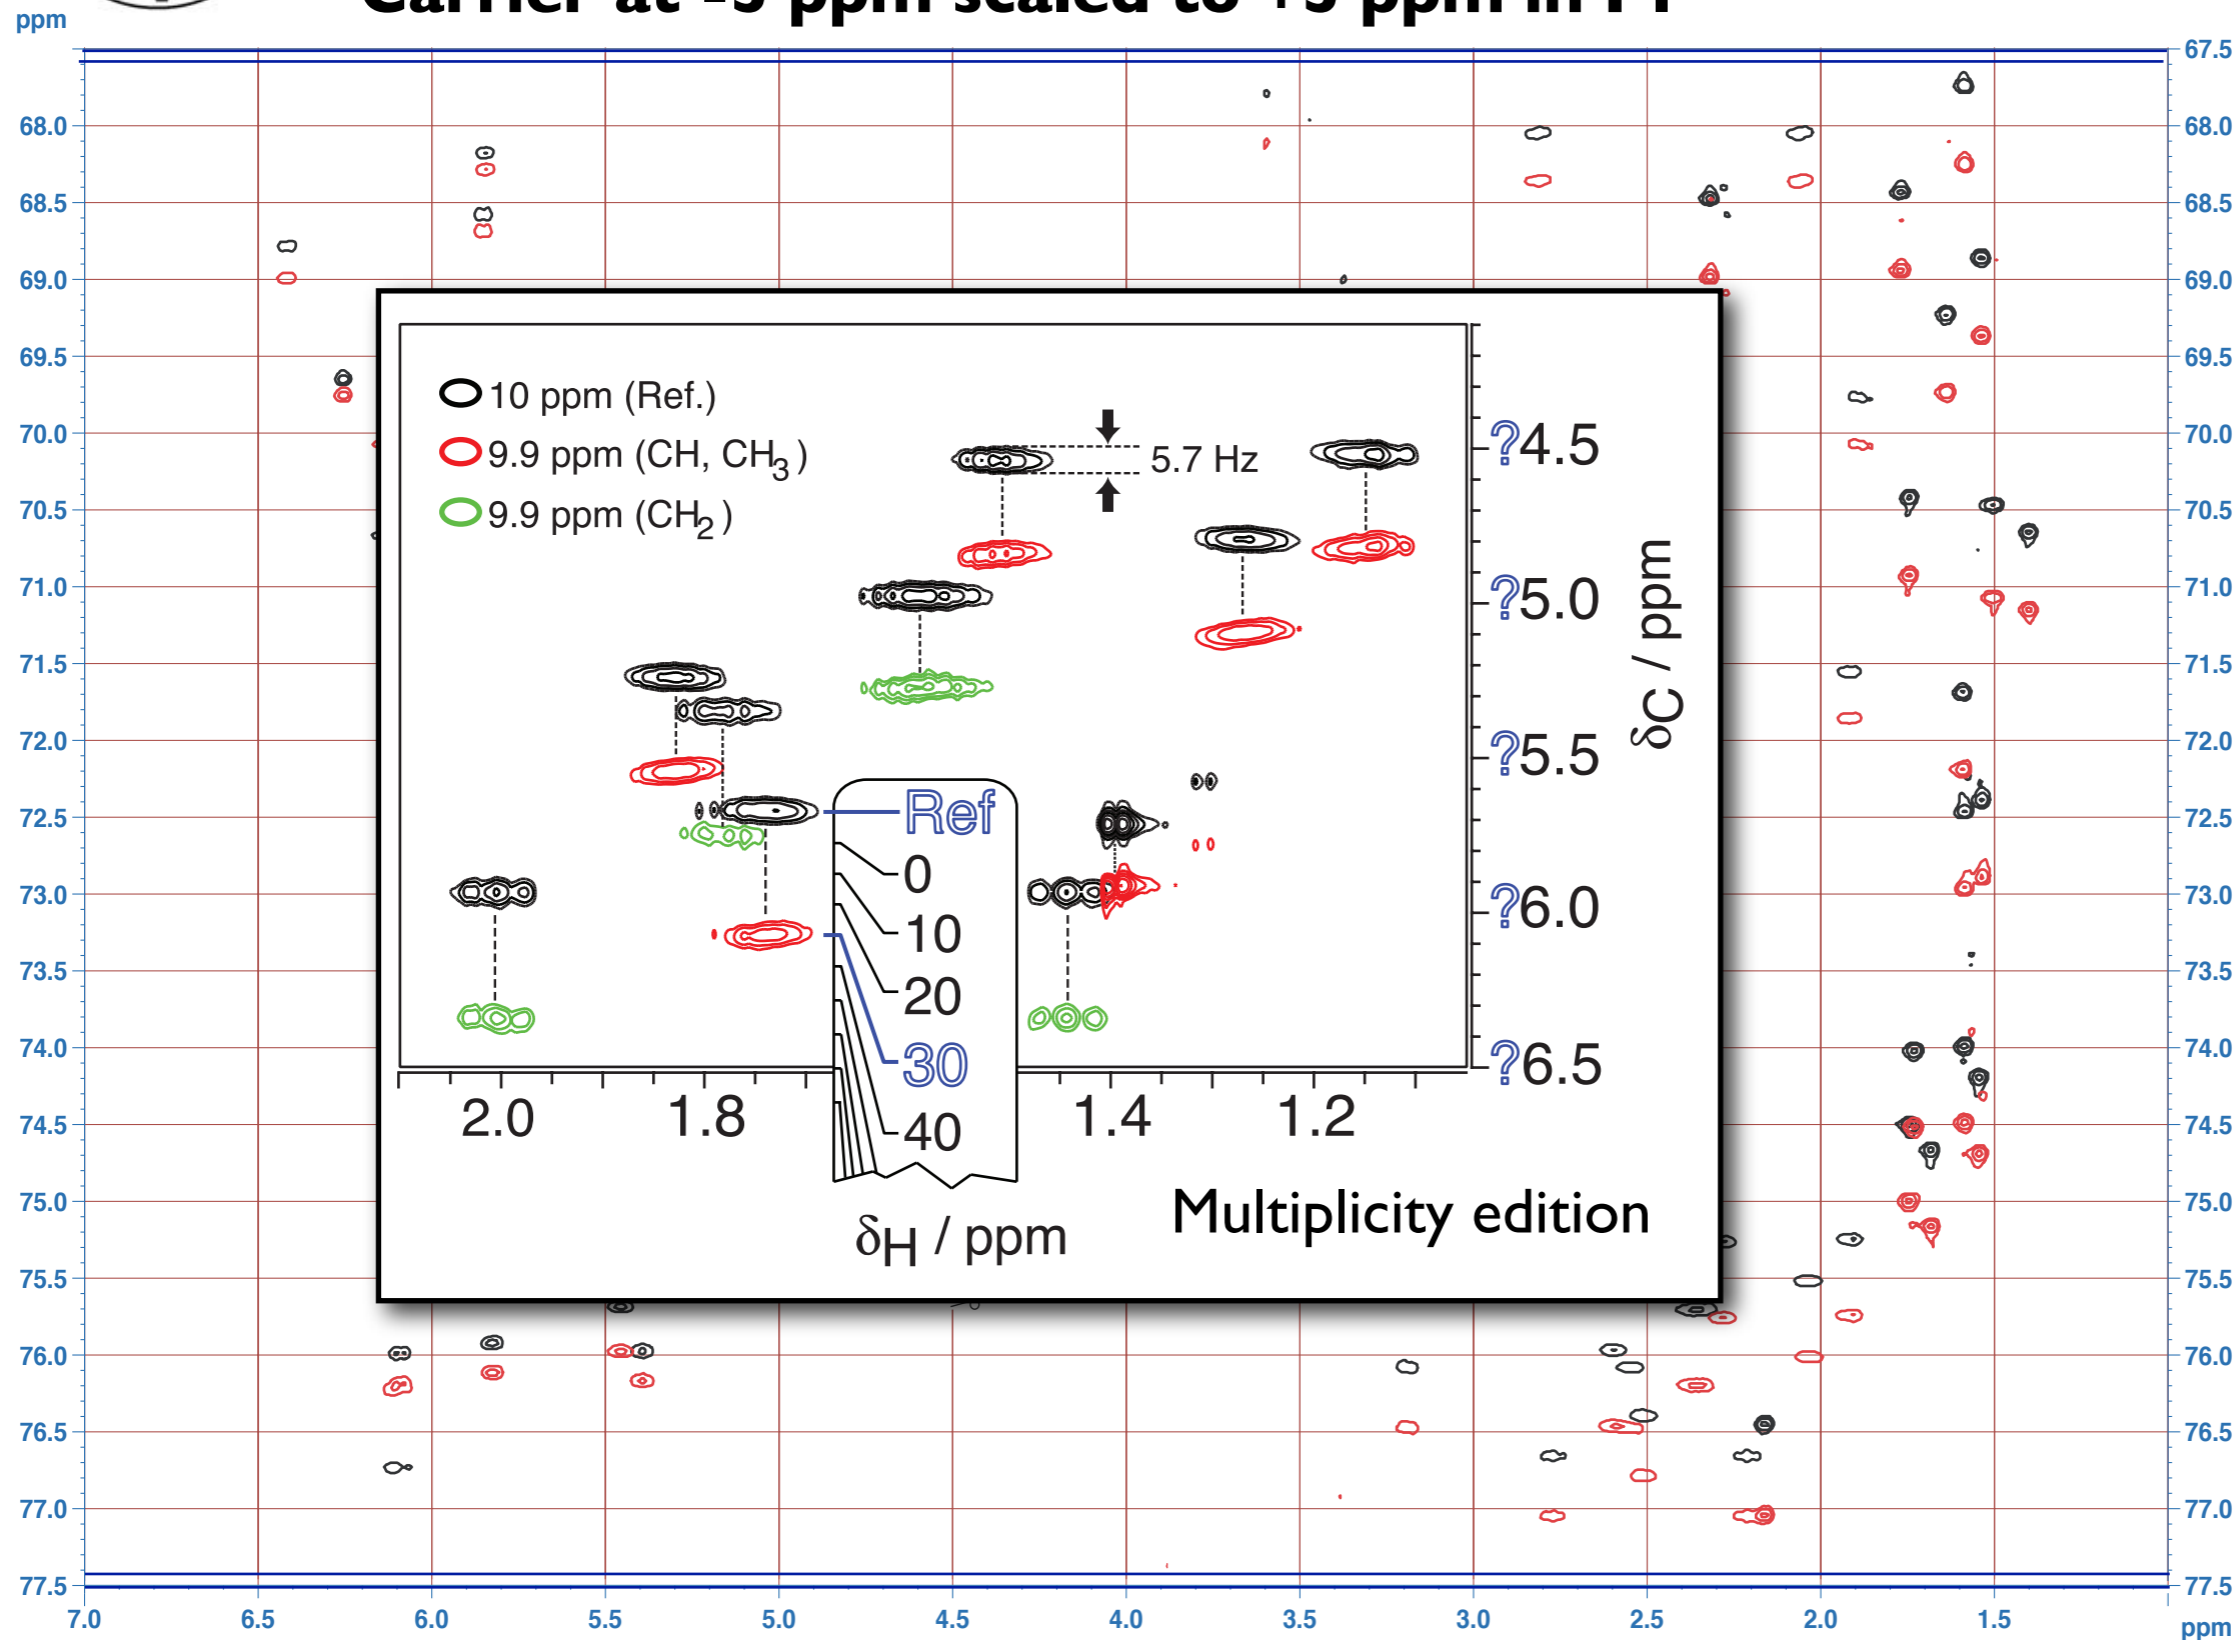 ppm
67.5
68.0 68.0
68.5 68.5
69.0 69.0
69.5 69.5
70.0 70.0
70.5 70.5
71.0 71.0
71.5 71.5
72.0 72.0
72.5 72.5
73.0 73.0
73.5 73.5
74.0 74.0
74.5 74.5
75.0 75.0
75.5 75.5
76.0 76.0
76.5 76.5
77.0 77.0
77.5 77.5
7.0 6.5 6.0 5.5 5.0 4.5 4.0 3.5 3.0 2.5 2.0 1.5 ppm
10 ppm (Ref.)
9.9 ppm (CH, CH3)
9.9 ppm (CH2)
5.7 Hz
?4.5
?5.0
?5.5
?6.0
?6.5
δC / ppm
Ref
0
10
20
30
40
2.0 1.8 1.4 1.2
δH / ppm
Multiplicity edition